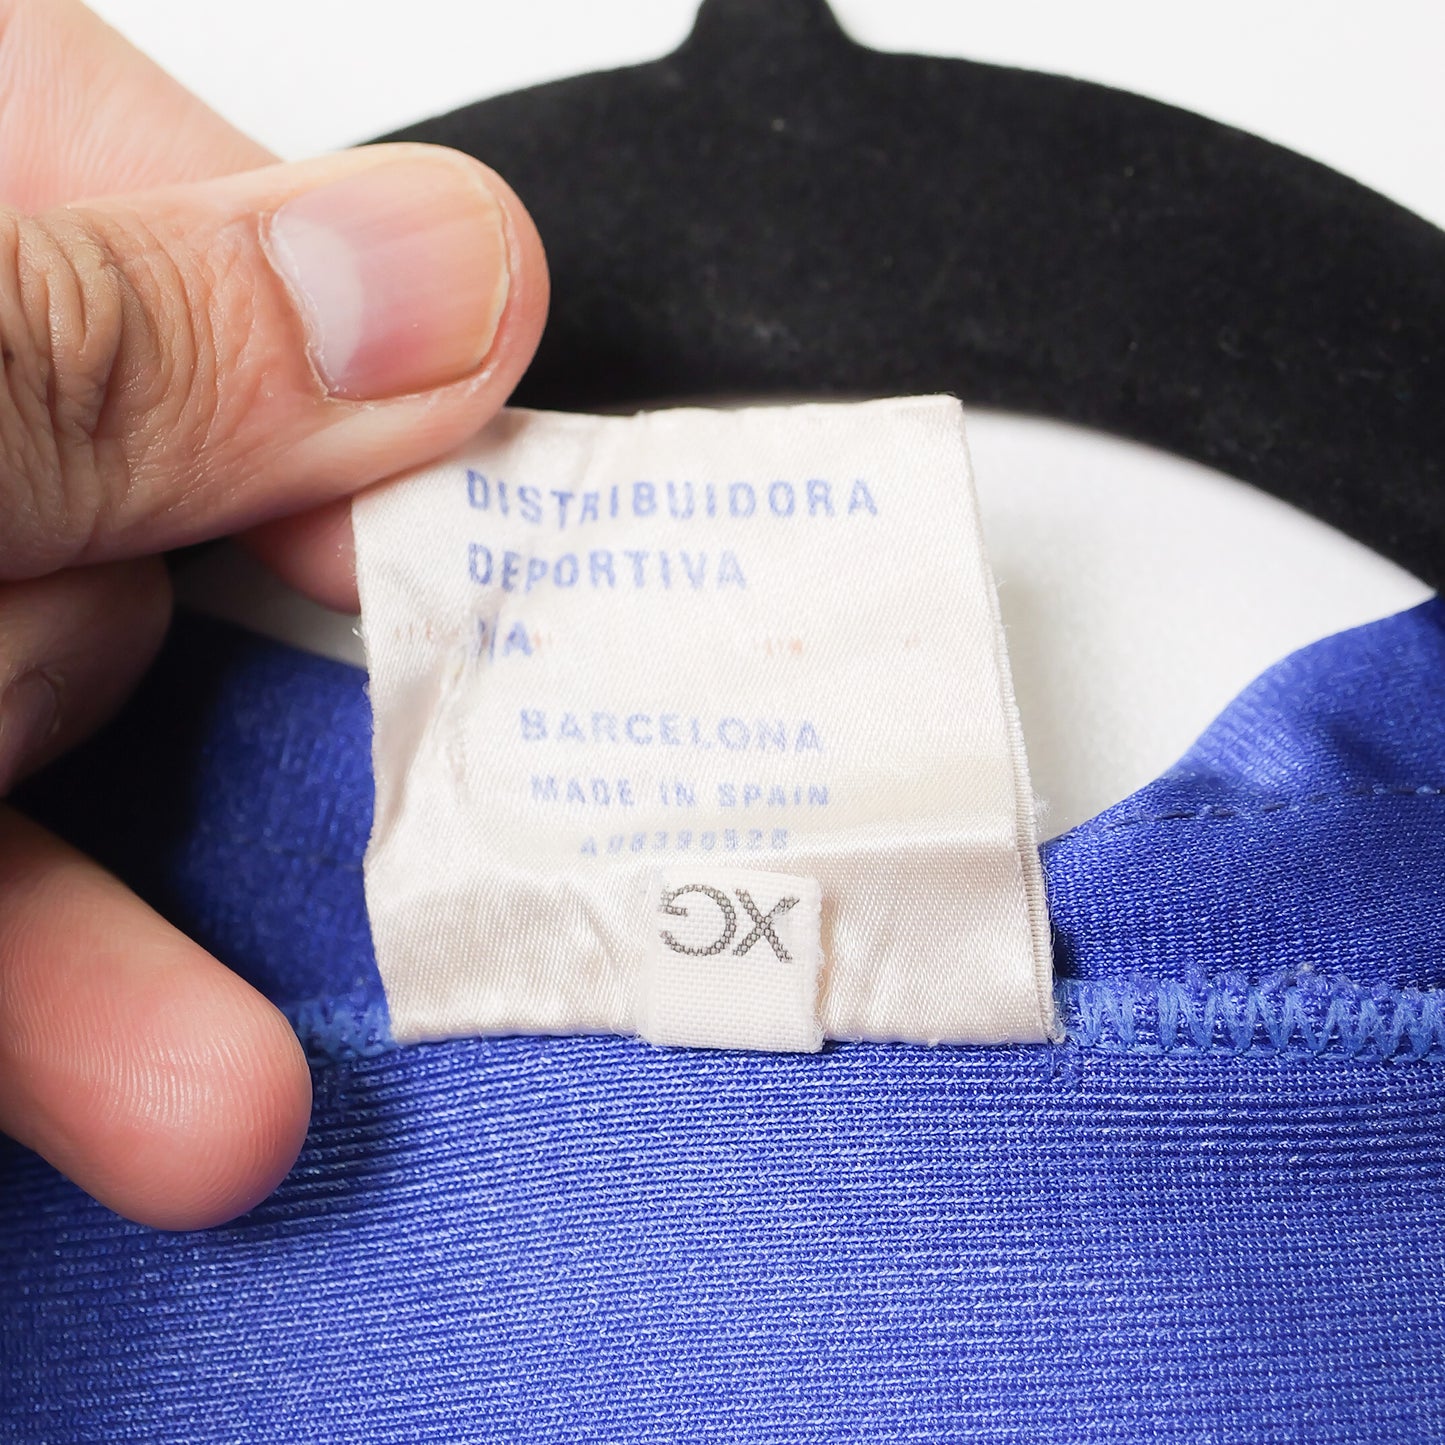 DISTRIBUIDORA
DEPORTIVA
BARCELONA
MADE IN SPAIN
XG